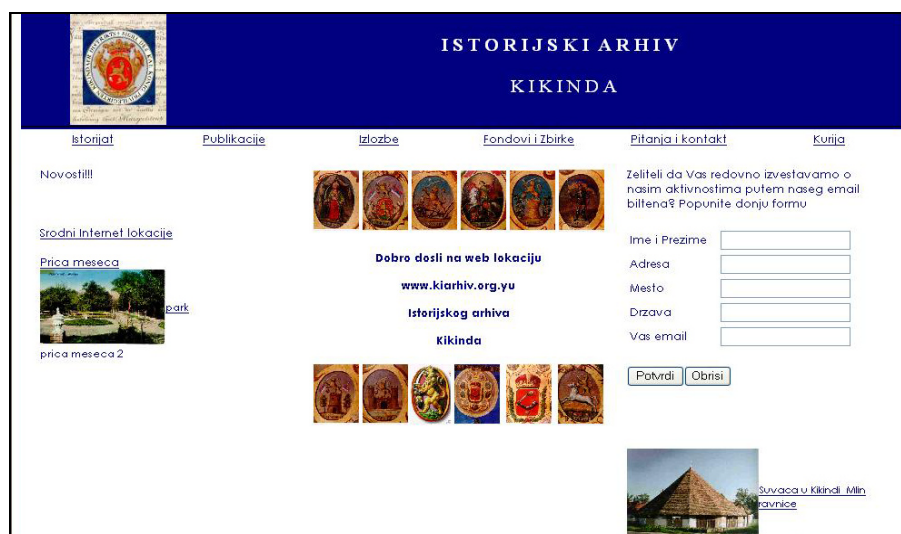 ISTORIJSKI ARHIV
KIKINDA
Istorijat
Publikacije
Izlozbe
Fondovi i Zbirke
Pitanja i kontakt
Kurija
Novosti!!!
Srodni Internet lokacije
Prica meseca
park
prica meseca 2
Dobro dosli na web lokaciju
www.kiarhiv.org.yu
Istorijskog arhiva
Kikinda
Zeliteli da Vas redovno izvestavamo o
nasim aktivnostima putem naseg email
biltena? Popunite donju formu
Ime i Prezime
Adresa
Mesto
Drzava
Vas email
Potvrdi
Obrisi
Suvaca u Kikindi Mlin
ravnice